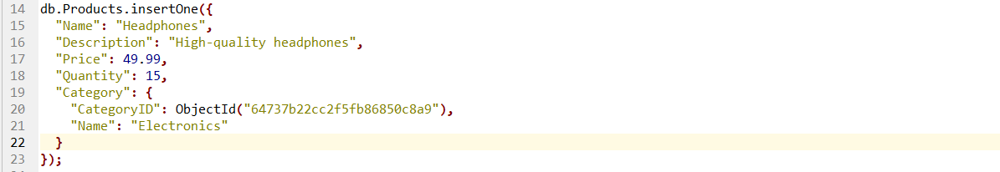 14 db.Products.insertOne({
15   "Name": "Headphones",
16   "Description": "High-quality headphones",
17   "Price": 49.99,
18   "Quantity": 15,
19   "Category": {
20     "CategoryID": ObjectId("64737b22cc2f5fb86850c8a9"),
21     "Name": "Electronics"
22   }
23 });